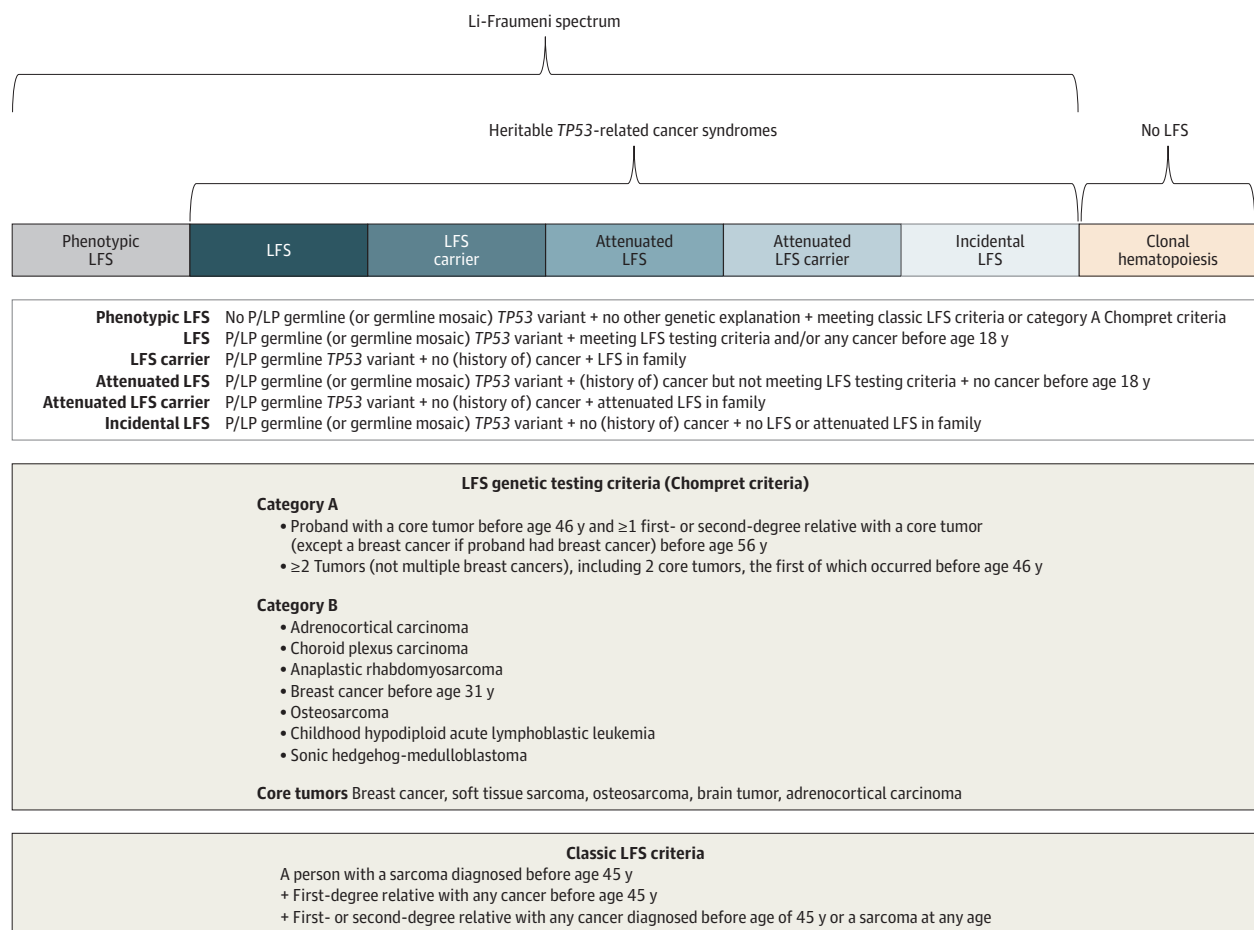 Li-Fraumeni spectrum
Heritable TP53-related cancer syndromes
No LFS
Phenotypic
LFS
LFS
LFS
carrier
Attenuated
LFS
Attenuated
LFS carrier
Incidental
LFS
Clonal
hematopoiesis
Phenotypic LFS No P/LP germline (or germline mosaic) TP53 variant + no other genetic explanation + meeting classic LFS criteria or category A Chompret criteria
LFS P/LP germline (or germline mosaic) TP53 variant + meeting LFS testing criteria and/or any cancer before age 18 y
LFS carrier P/LP germline TP53 variant + no (history of) cancer + LFS in family
Attenuated LFS P/LP germline (or germline mosaic) TP53 variant + (history of) cancer but not meeting LFS testing criteria + no cancer before age 18 y
Attenuated LFS carrier P/LP germline TP53 variant + no (history of) cancer + attenuated LFS in family
Incidental LFS P/LP germline (or germline mosaic) TP53 variant + no (history of) cancer + no LFS or attenuated LFS in family
LFS genetic testing criteria (Chompret criteria)
Category A
• Proband with a core tumor before age 46 y and ≥1 first- or second-degree relative with a core tumor
(except a breast cancer if proband had breast cancer) before age 56 y
• ≥2 Tumors (not multiple breast cancers), including 2 core tumors, the first of which occurred before age 46 y
Category B
• Adrenocortical carcinoma
• Choroid plexus carcinoma
• Anaplastic rhabdomyosarcoma
• Breast cancer before age 31 y
• Osteosarcoma
• Childhood hypodiploid acute lymphoblastic leukemia
• Sonic hedgehog-medulloblastoma
Core tumors Breast cancer, soft tissue sarcoma, osteosarcoma, brain tumor, adrenocortical carcinoma
Classic LFS criteria
A person with a sarcoma diagnosed before age 45 y
+ First-degree relative with any cancer before age 45 y
+ First- or second-degree relative with any cancer diagnosed before age of 45 y or a sarcoma at any age